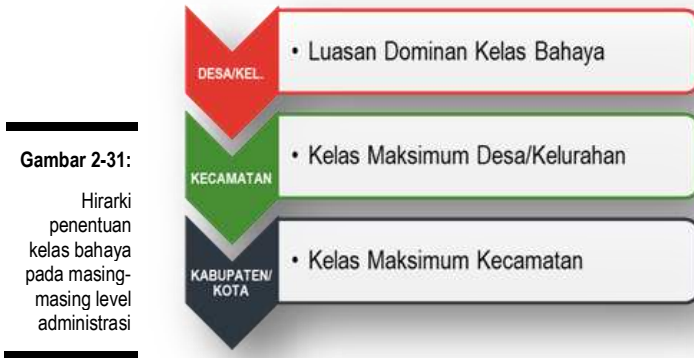 DESA/KEL.
• Luasan Dominan Kelas Bahaya
KECAMATAN
• Kelas Maksimum Desa/Kelurahan
KABUPATEN/
KOTA
• Kelas Maksimum Kecamatan
Gambar 2-31:
Hirarki
penentuan
kelas bahaya
pada masing-
masing level
administrasi